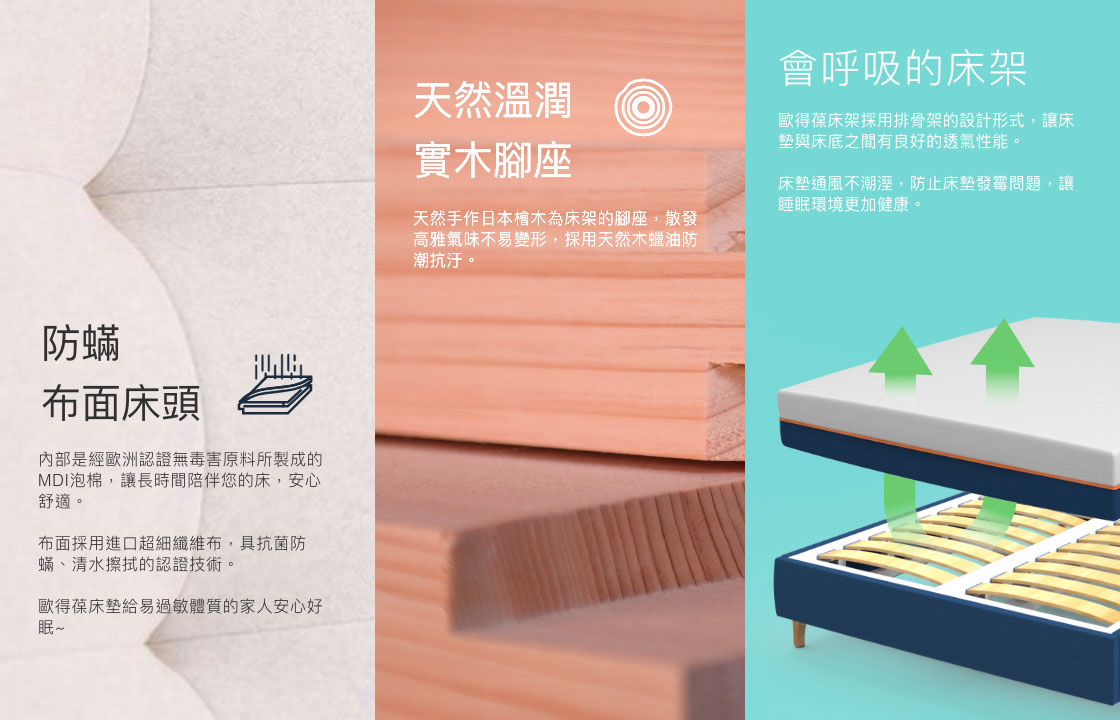 防蟎
布面床頭
內部是經歐洲認證無毒害原料所製成的
MDI泡棉，讓長時間陪伴您的床，安心
舒適。
布面採用進口超細纖維布，具抗菌防
蟎、清水擦拭的認證技術。
歐得葆床墊給易過敏體質的家人安心好
眠~
天然溫潤
實木腳座
天然手作日本檜木為床架的腳座，散發
高雅氣味不易變形，採用天然木蠟油防
潮抗汙。
會呼吸的床架
歐得葆床架採用排骨架的設計形式，讓床
墊與床底之間有良好的透氣性能。
床墊通風不潮溼，防止床墊發霉問題，讓
睡眠環境更加健康。